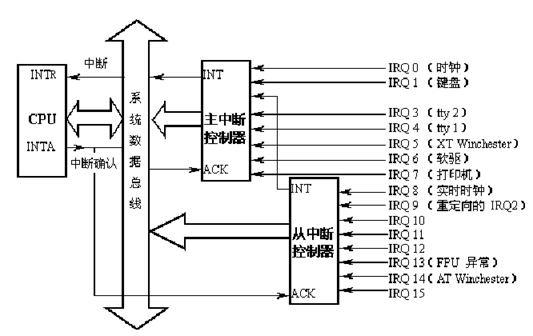 中断
INTR
CPU
INTA
中断确认
系统数据总线
INT
主中断
控制器
ACK
IRQ 0（时钟）
IRQ 1（键盘）
IRQ 3（tty 2）
IRQ 4（tty 1）
IRQ 5（XT Winchester）
IRQ 6（软驱）
IRQ 7（打印机）
INT
从中断
控制器
ACK
IRQ 8（实时时钟）
IRQ 9（重定向的 IRQ2）
IRQ 10
IRQ 11
IRQ 12
IRQ 13（FPU 异常）
IRQ 14（AT Winchester）
IRQ 15